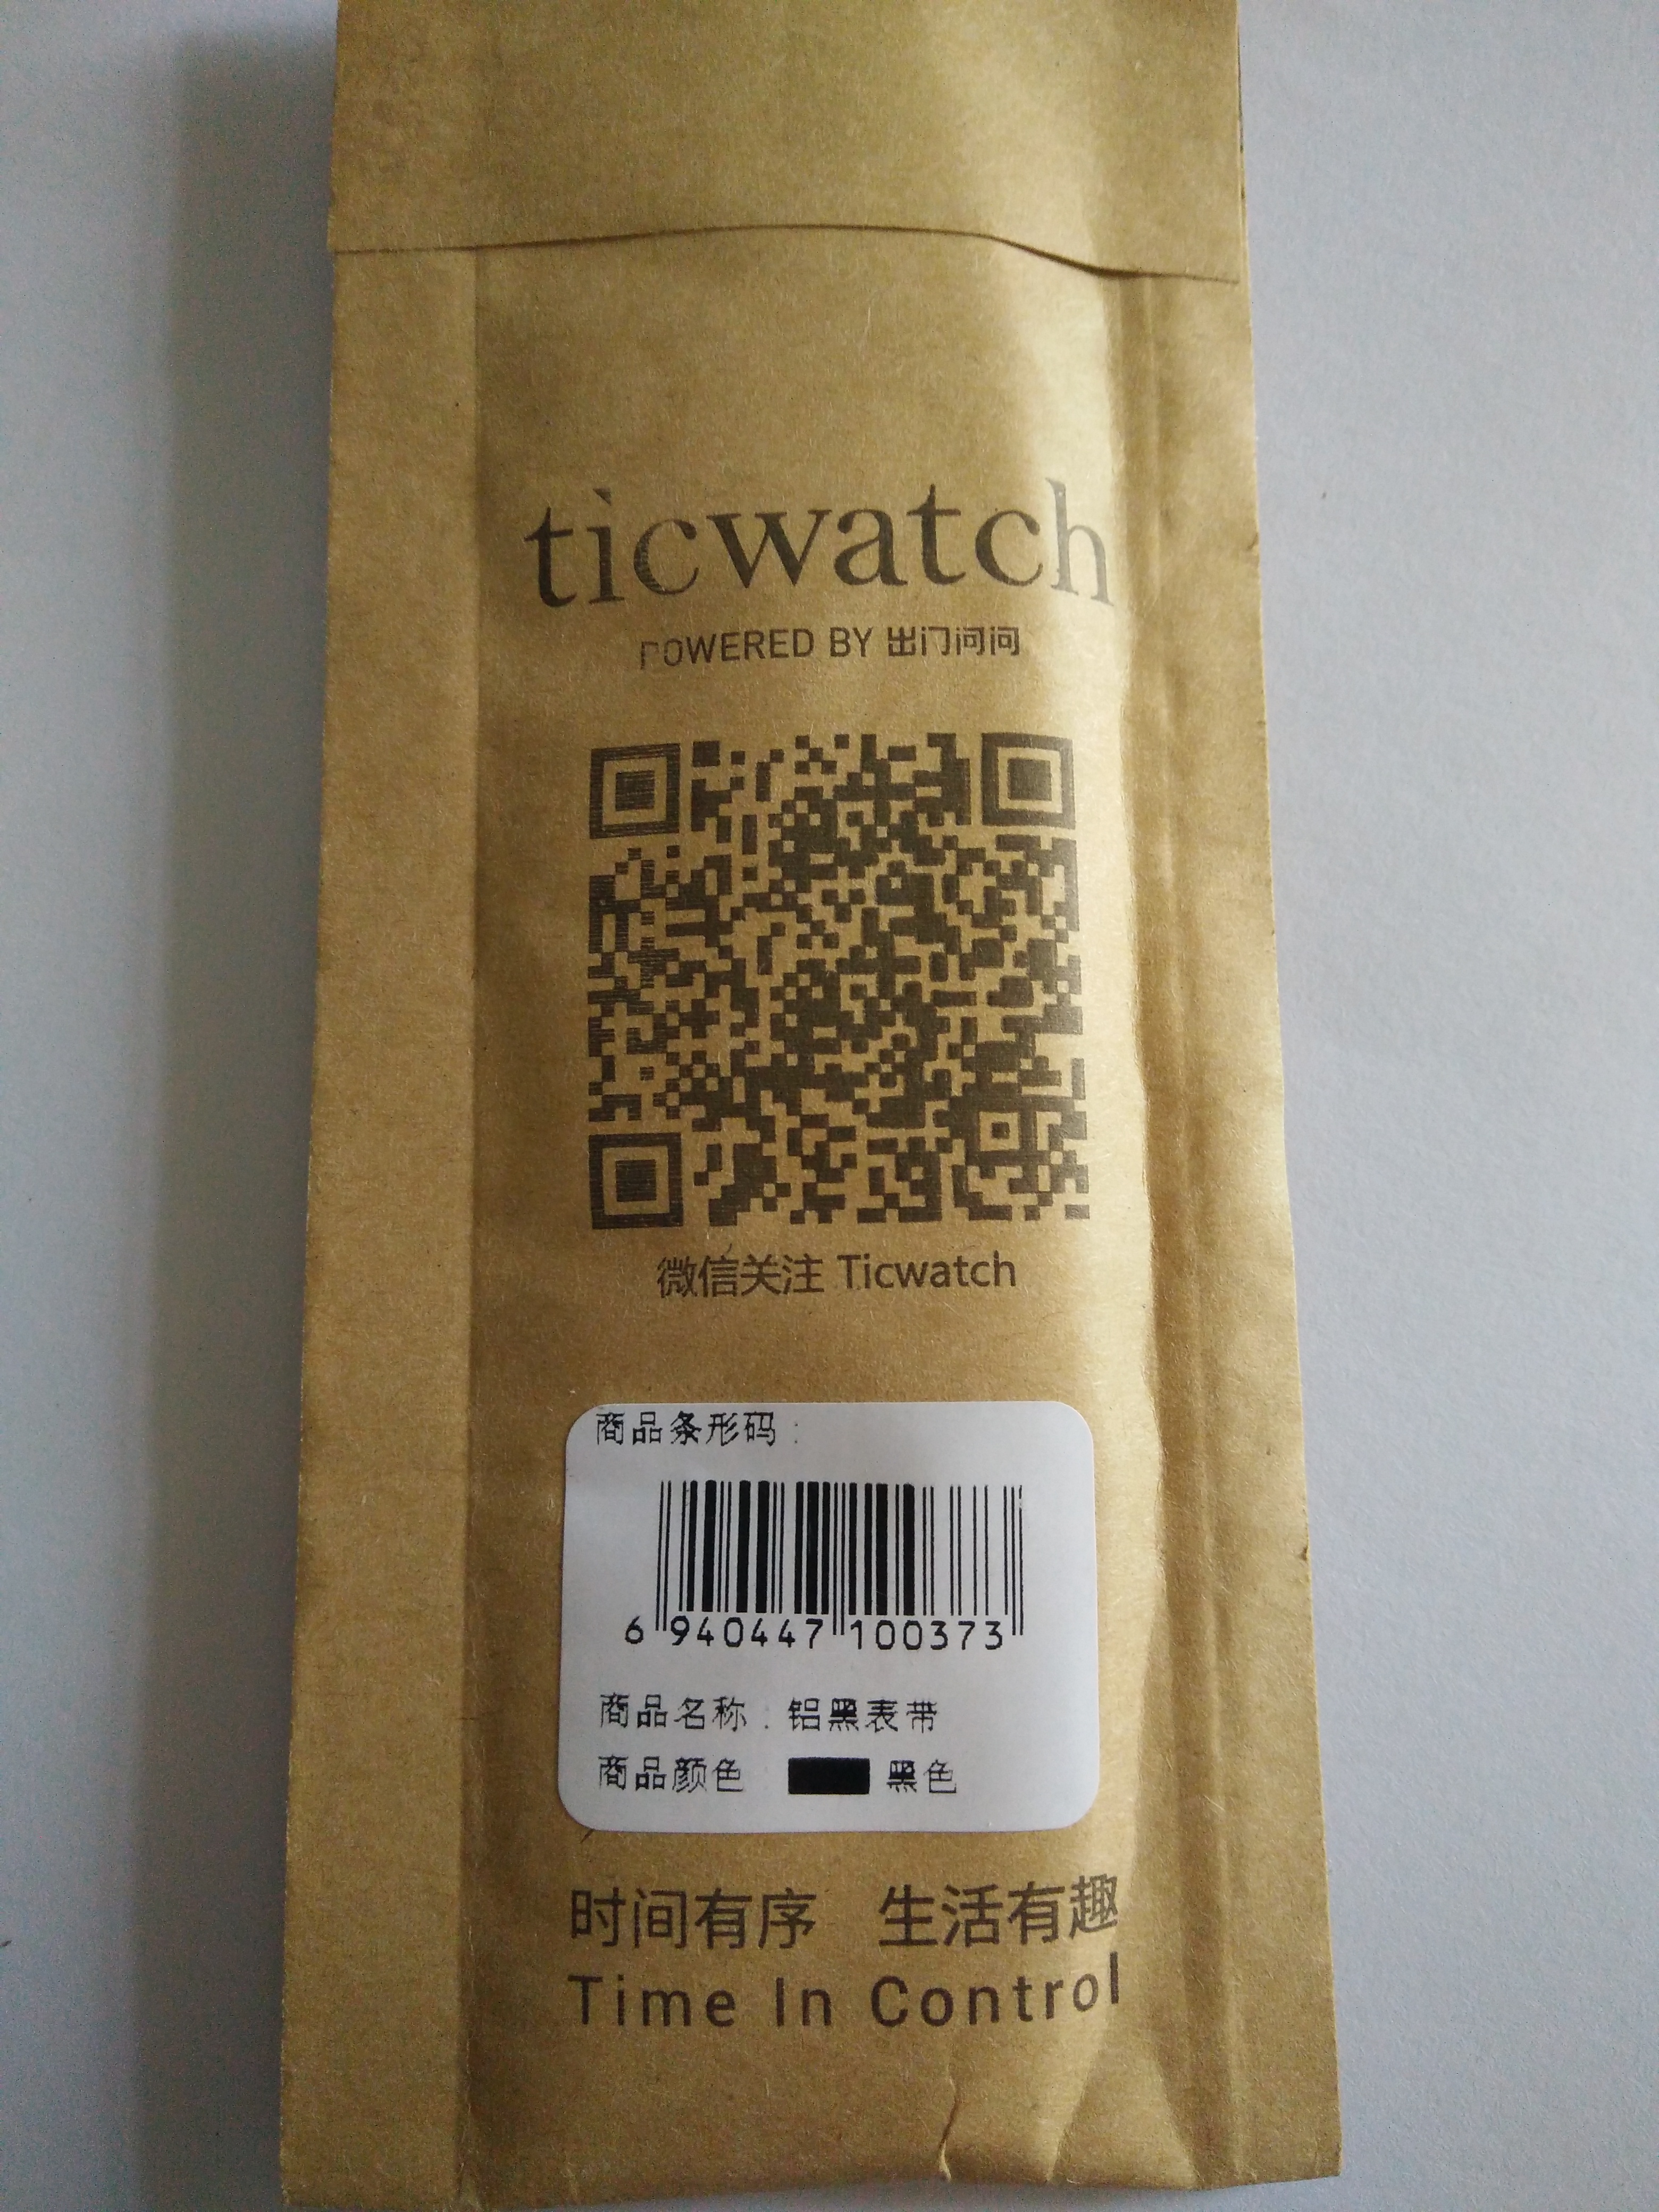 ticwatch
POWERED BY 出门问问
微信关注 Ticwatch
商品条形码:
6 940447 100373
商品名称: 铝黑表带
商品颜色 黑色
时间有序 生活有趣
Time In Control